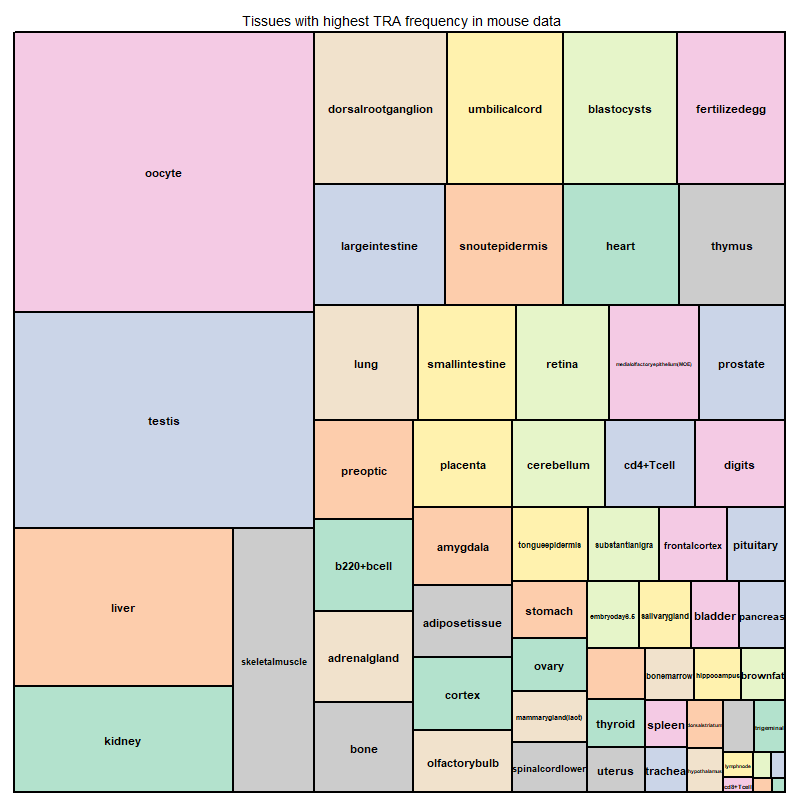 Tissues with highest TRA frequency in mouse data
oocyte
dorsalrootganglion
umbilicalcord
blastocysts
fertilizedegg
largeintestine
snoutepidermis
heart
thymus
testis
lung
smallintestine
retina
medialolfactoryepithelium(MOE)
prostate
preoptic
placenta
cerebellum
cd4+Tcell
digits
liver
skeletalmuscle
kidney
b220+bcell
amygdala
tongueepidermis
substantianigra
frontalcortex
pituitary
adrenalgland
adiposetissue
stomach
embryoday6.5
salivarygland
bladder
pancreas
bone
cortex
ovary
bonemarrow
hippocampus
brownfat
olfactorybulb
mammarygland(lact)
thyroid
spleen
dorsalstriatum
trigeminal
spinalcordlower
uterus
trachea
hypothalamus
lymphnode
cd8+Tcell